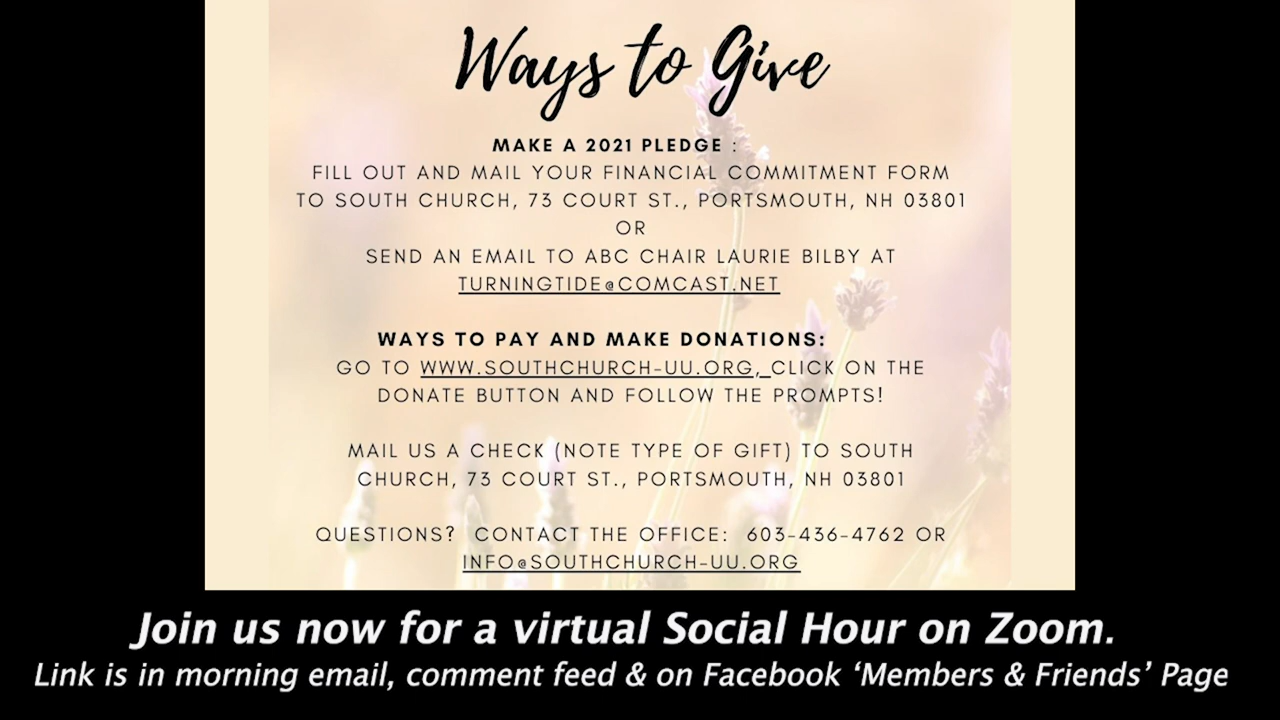 Ways to Give
MAKE A 2021 PLEDGE :
FILL OUT AND MAIL YOUR FINANCIAL COMMITMENT FORM
TO SOUTH CHURCH, 73 COURT ST., PORTSMOUTH, NH 03801
OR
SEND AN EMAIL TO ABC CHAIR LAURIE BILBY AT
TURNINGTIDE@COMCAST.NET
WAYS TO PAY AND MAKE DONATIONS:
GO TO WWW.SOUTHCHURCH-UU.ORG, CLICK ON THE
DONATE BUTTON AND FOLLOW THE PROMPTS!
MAIL US A CHECK (NOTE TYPE OF GIFT) TO SOUTH
CHURCH, 73 COURT ST., PORTSMOUTH, NH 03801
QUESTIONS? CONTACT THE OFFICE: 603-436-4762 OR
INFO@SOUTHCHURCH-UU.ORG
Join us now for a virtual Social Hour on Zoom.
Link is in morning email, comment feed & on Facebook ‘Members & Friends’ Page